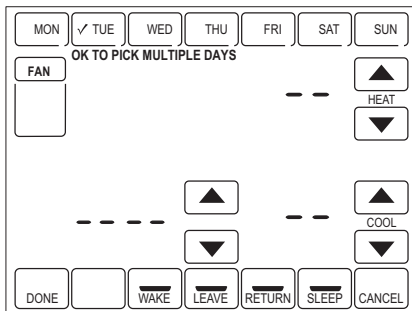 MON ✓ TUE WED THU FRI SAT SUN
OK TO PICK MULTIPLE DAYS
FAN
-- 
HEAT
---- --
COOL
DONE WAKE LEAVE RETURN SLEEP CANCEL